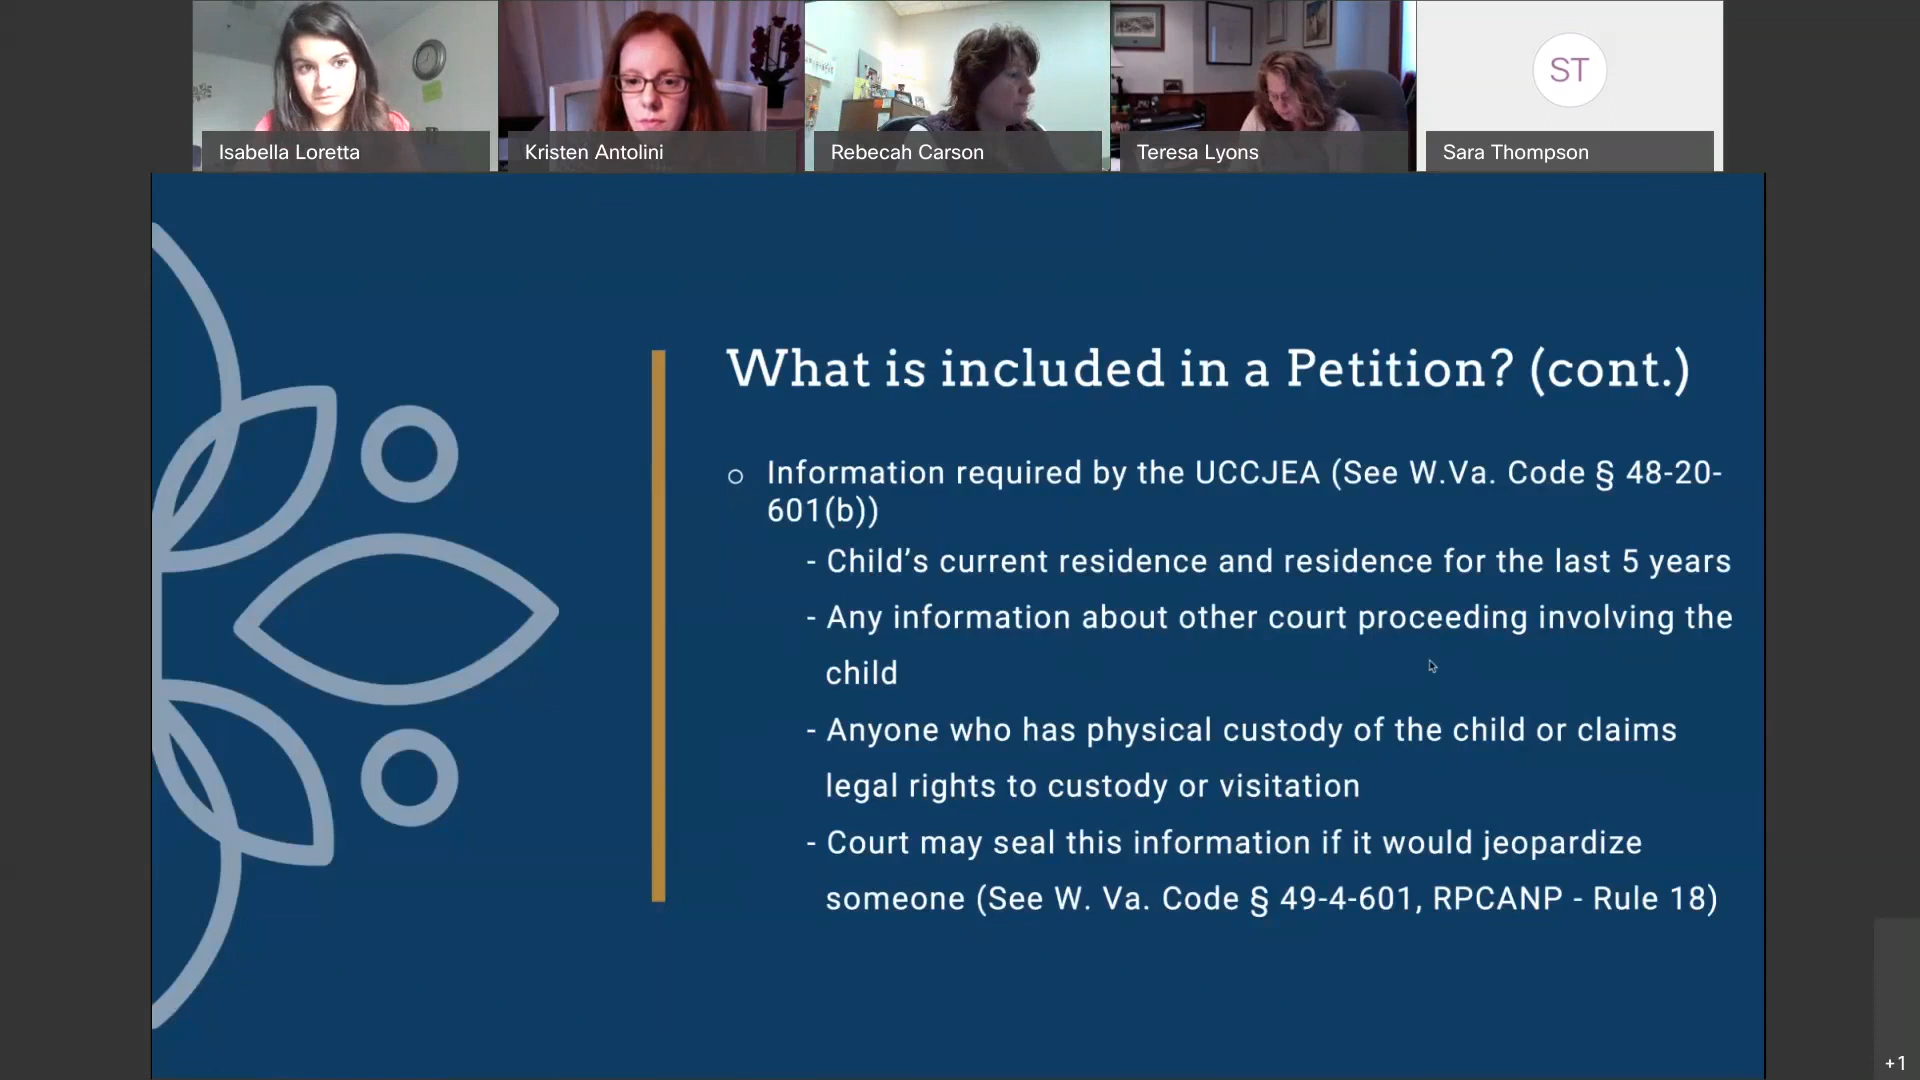 Isabella Loretta
Kristen Antolini
Rebecah Carson
Teresa Lyons
ST
Sara Thompson
What is included in a Petition? (cont.)
○ Information required by the UCCJEA (See W.Va. Code § 48-20-
601(b))
- Child’s current residence and residence for the last 5 years
- Any information about other court proceeding involving the
child
- Anyone who has physical custody of the child or claims
legal rights to custody or visitation
- Court may seal this information if it would jeopardize
someone (See W. Va. Code § 49-4-601, RPCANP - Rule 18)
+1